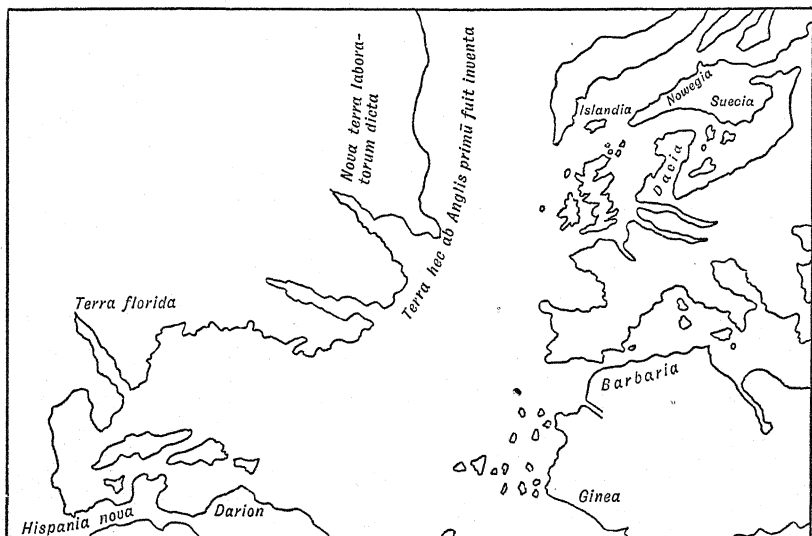 Nova terra labora-
torum dicta
Terra hec ab Anglis primū fuit inventa
Islandia
Nowegia
Suecia
Dacia
Terra florida
Barbaria
Hispania nova
Darion
Ginea